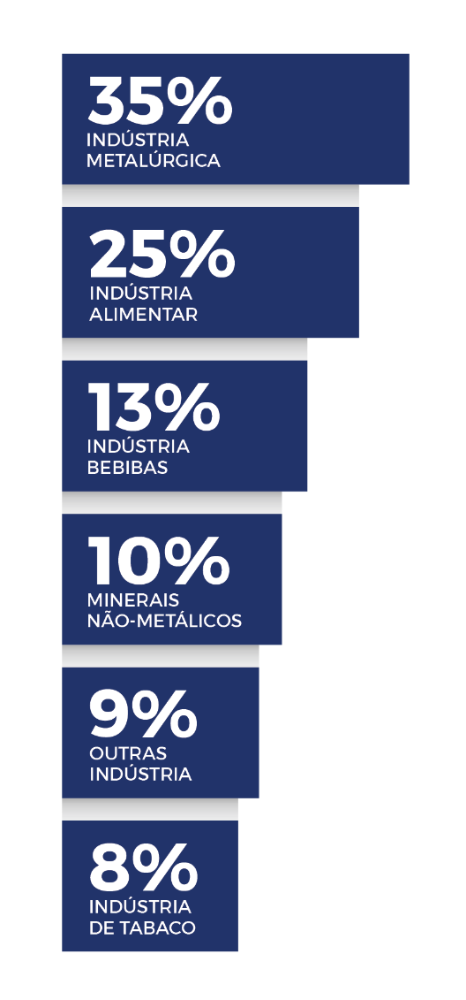 35%
INDÚSTRIA
METALÚRGICA
25%
INDÚSTRIA
ALIMENTAR
13%
INDÚSTRIA
BEBIBAS
10%
MINERAIS
NÃO-METÁLICOS
9%
OUTRAS
INDÚSTRIA
8%
INDÚSTRIA
DE TABACO